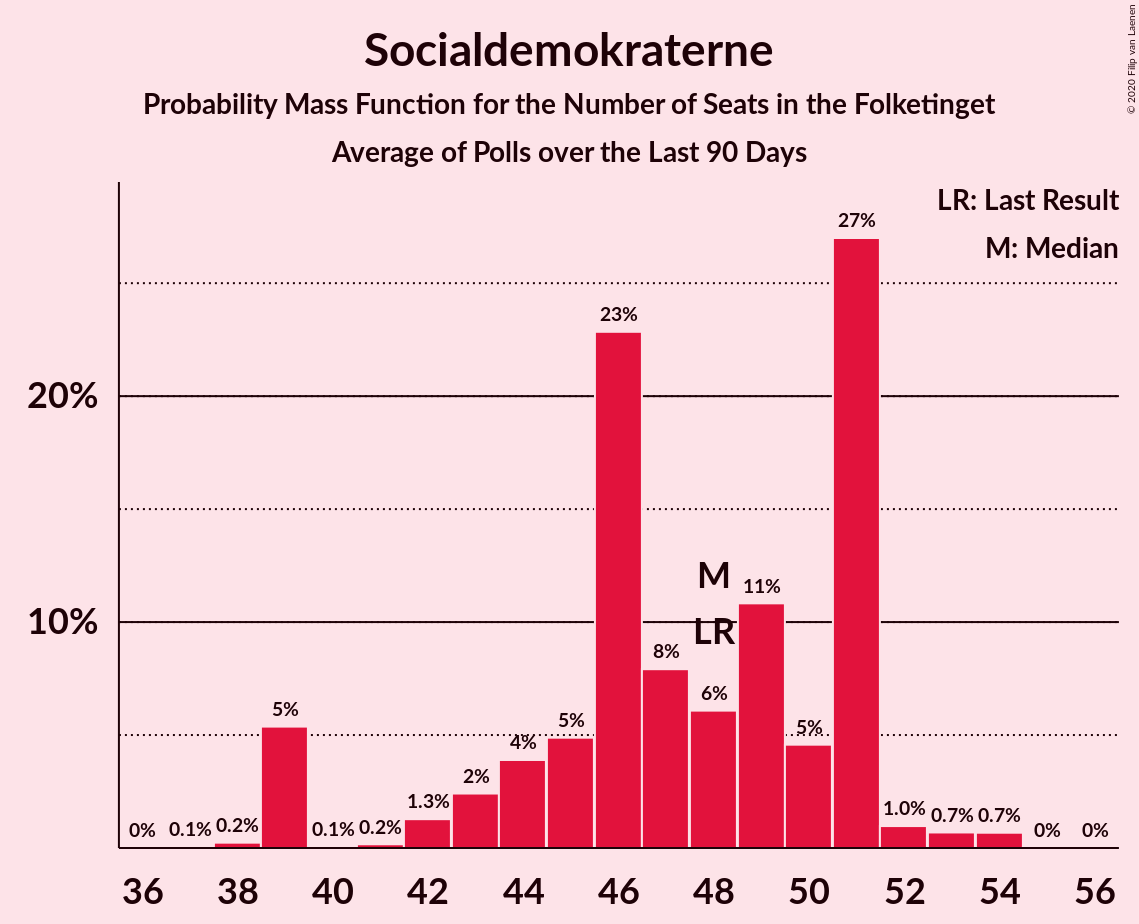 Socialdemokraterne
Probability Mass Function for the Number of Seats in the Folketinget
Average of Polls over the Last 90 Days
© 2020 Filip van Laenen
LR: Last Result
M: Median
20%
10%
0%
0.1%
0.2%
5%
0.1%
0.2%
1.3%
2%
4%
5%
23%
8%
M
LR
6%
11%
5%
27%
1.0%
0.7%
0.7%
0%
0%
36 38 40 42 44 46 48 50 52 54 56